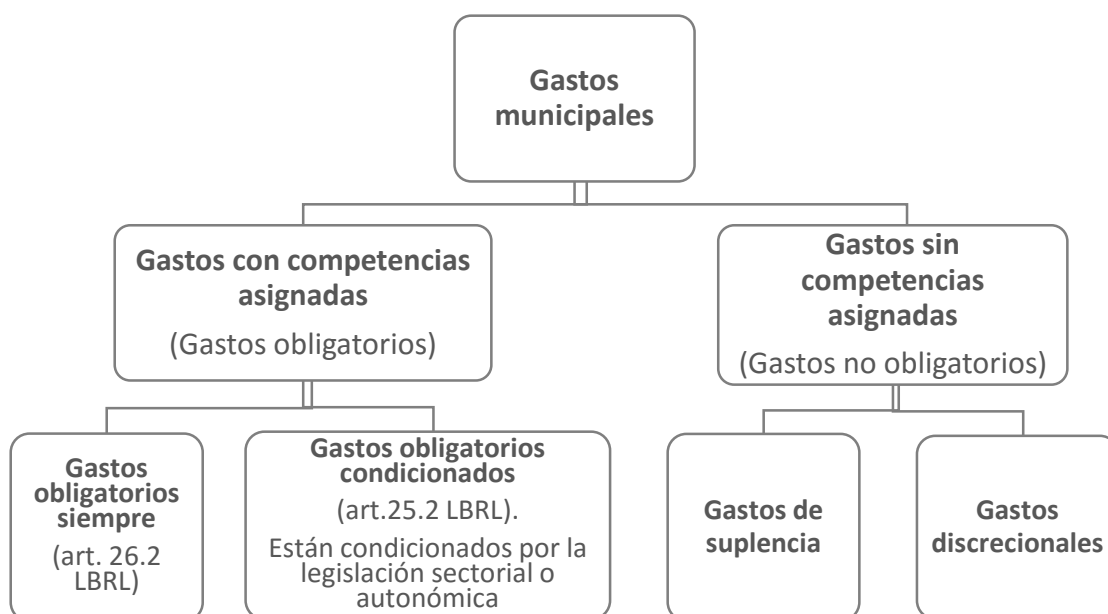 Gastos
municipales
Gastos con competencias
asignadas
(Gastos obligatorios)
Gastos sin
competencias
asignadas
(Gastos no obligatorios)
Gastos
obligatorios
siempre
(art. 26.2
LBRL)
Gastos obligatorios
condicionados
(art.25.2 LBRL).
Están condicionados por la
legislación sectorial o
autonómica
Gastos de
suplencia
Gastos
discrecionales